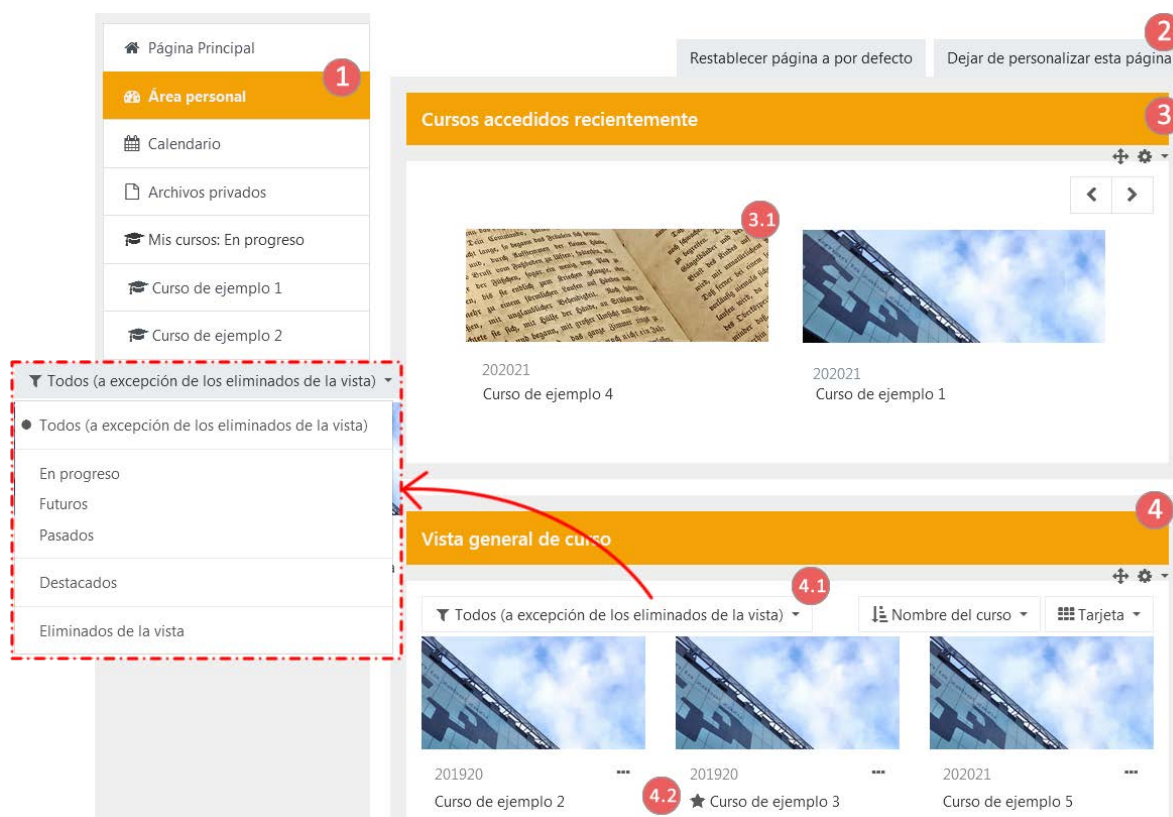 Página Principal
1
Área personal
Calendario
Archivos privados
Mis cursos: En progreso
Curso de ejemplo 1
Curso de ejemplo 2
Todos (a excepción de los eliminados de la vista)
Todos (a excepción de los eliminados de la vista)
En progreso
Futuros
Pasados
Destacados
Eliminados de la vista
2
Restablecer página a por defecto
Dejar de personalizar esta página
Cursos accedidos recientemente
3
3.1
202021
Curso de ejemplo 4
202021
Curso de ejemplo 1
4
Vista general de curso
4.1
Todos (a excepción de los eliminados de la vista)
Nombre del curso
Tarjeta
201920
Curso de ejemplo 2
4.2
201920
Curso de ejemplo 3
202021
Curso de ejemplo 5